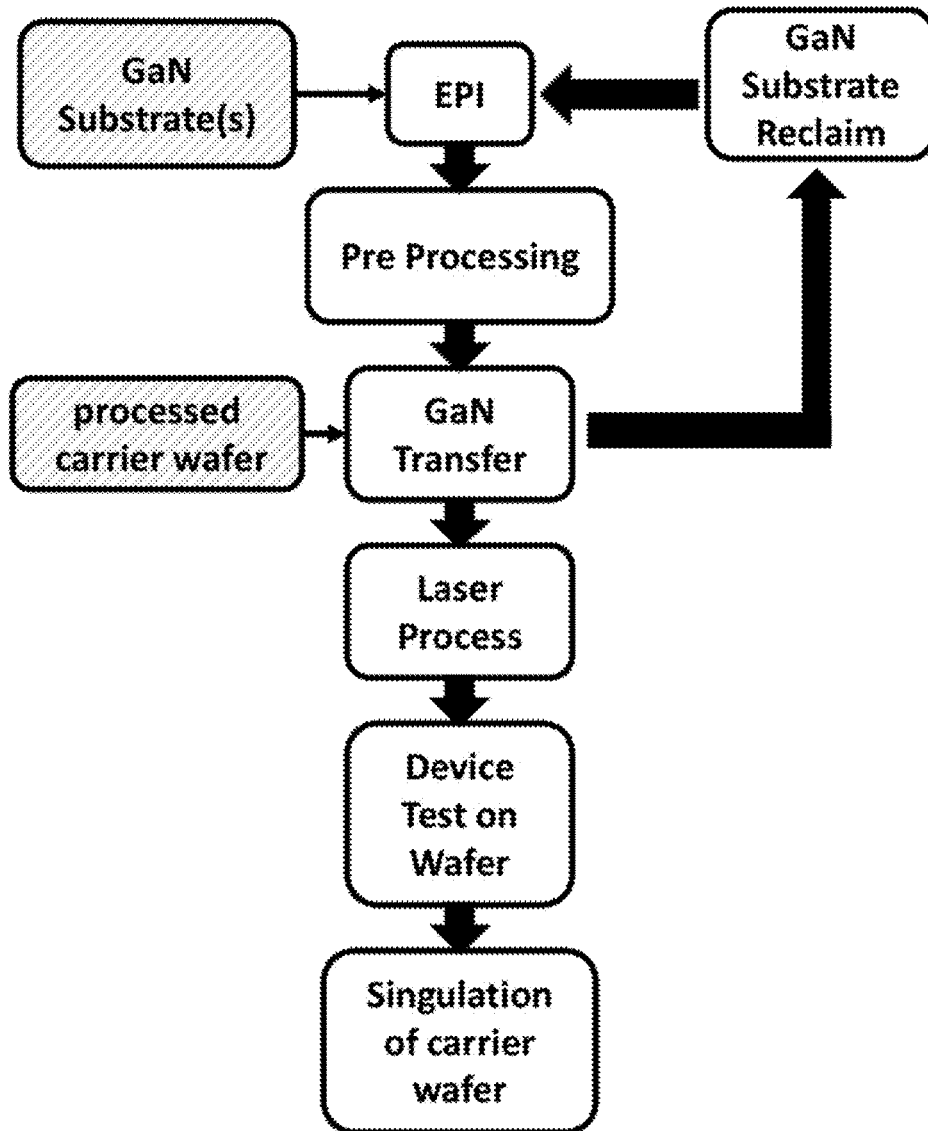 GaN
Substrate(s)
EPI
GaN
Substrate
Reclaim
Pre Processing
processed
carrier wafer
GaN
Transfer
Laser
Process
Device
Test on
Wafer
Singulation
of carrier
wafer